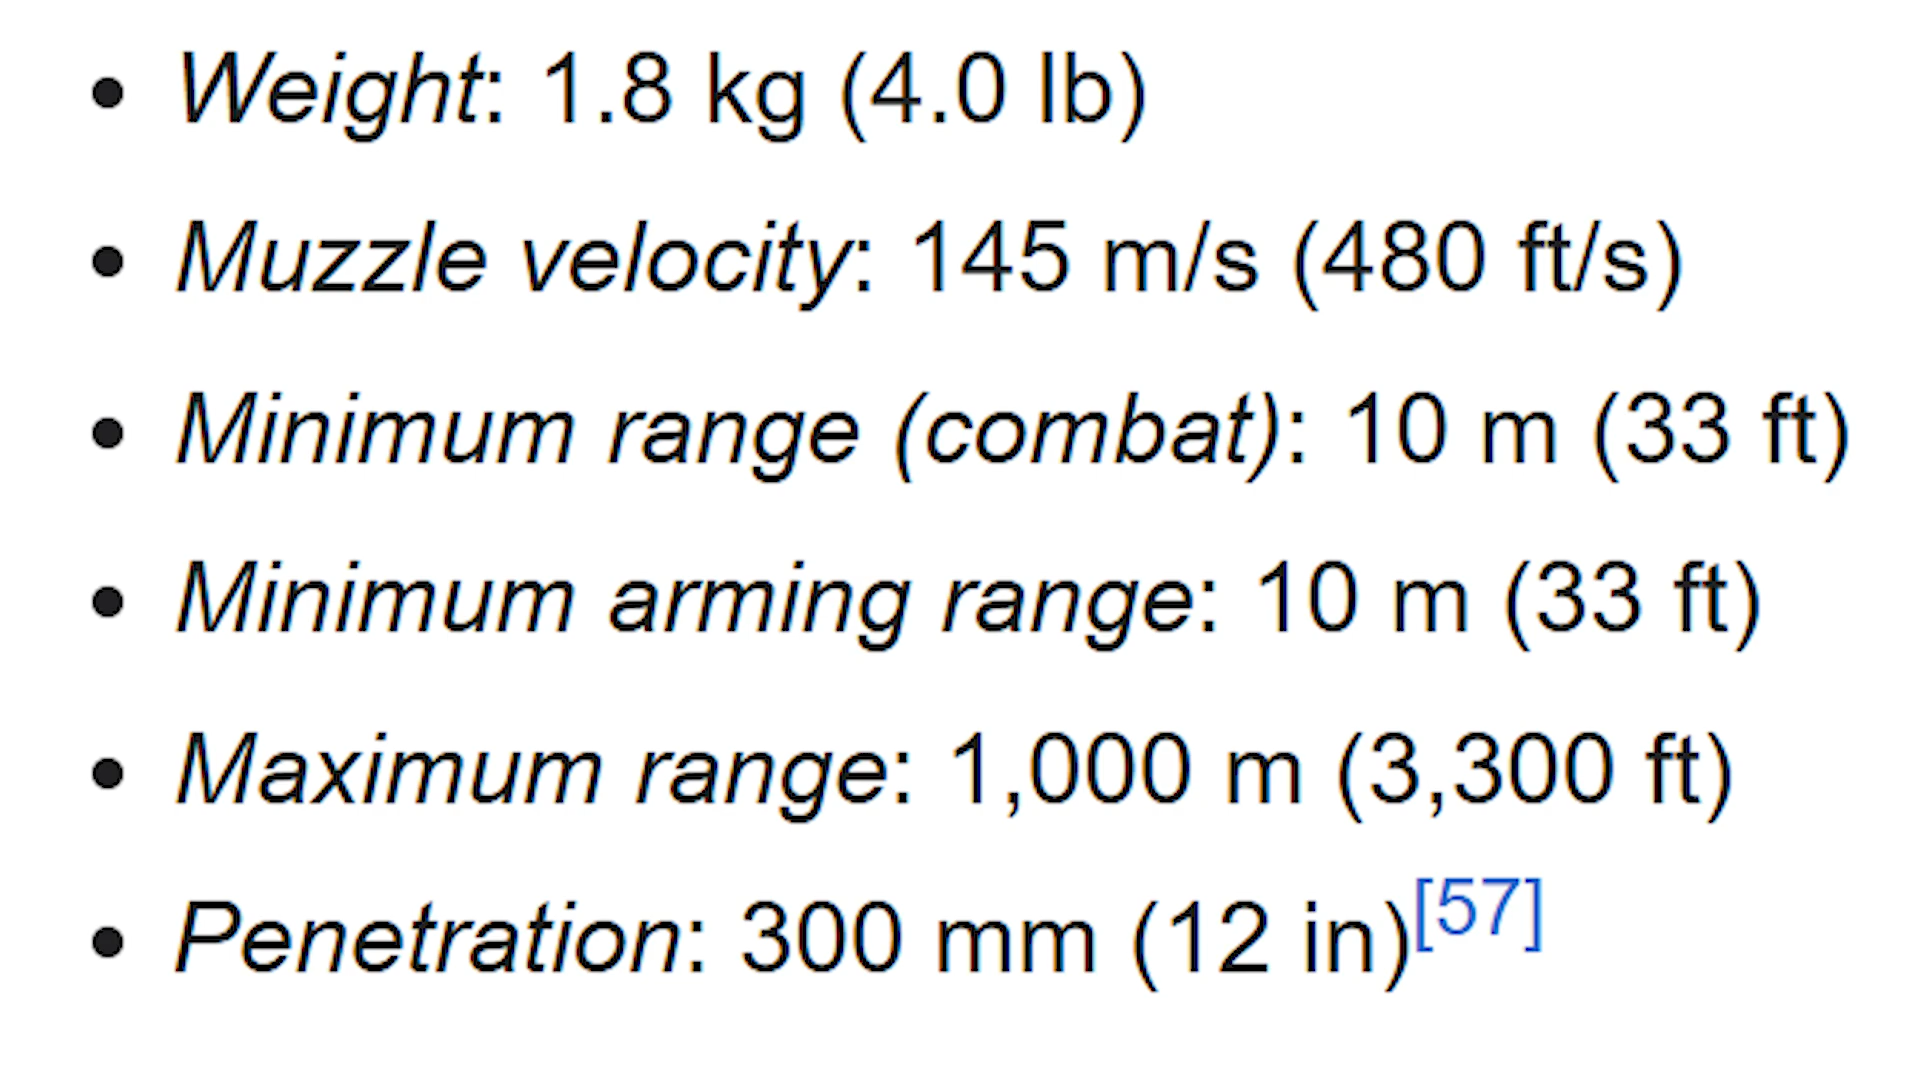 • Weight: 1.8 kg (4.0 lb)
• Muzzle velocity: 145 m/s (480 ft/s)
• Minimum range (combat): 10 m (33 ft)
• Minimum arming range: 10 m (33 ft)
• Maximum range: 1,000 m (3,300 ft)
• Penetration: 300 mm (12 in)[57]